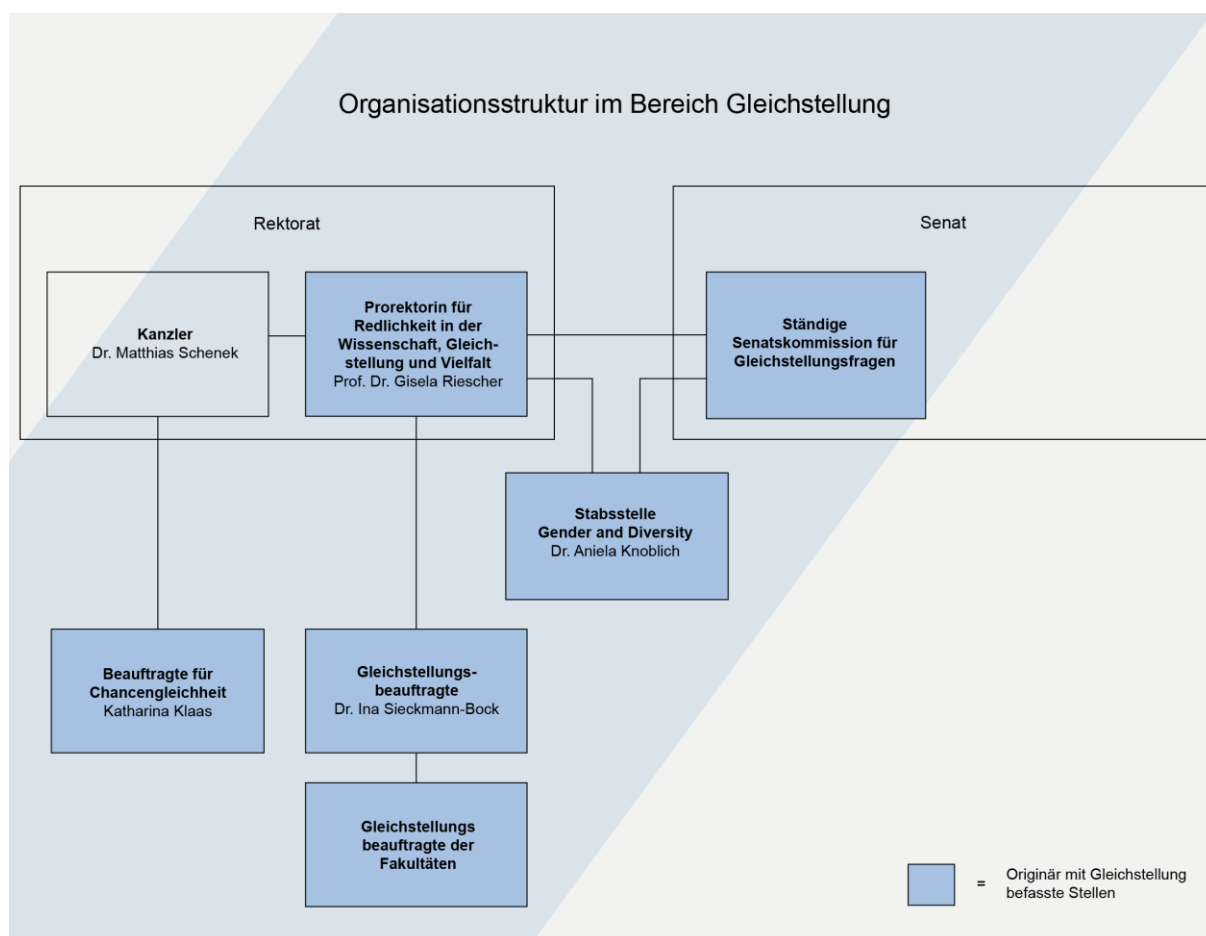 Organisationsstruktur im Bereich Gleichstellung
Rektorat
Senat
Kanzler
Dr. Matthias Schenek
Prorektorin für
Redlichkeit in der
Wissenschaft, Gleich-
stellung und Vielfalt
Prof. Dr. Gisela Riescher
Ständige
Senatskommission für
Gleichstellungsfragen
Stabsstelle
Gender and Diversity
Dr. Aniela Knoblich
Beauftragte für
Chancengleichheit
Katharina Klaas
Gleichstellungs-
beauftragte
Dr. Ina Sieckmann-Bock
Gleichstellungs
beauftragte der
Fakultäten
= Originär mit Gleichstellung
befasste Stellen